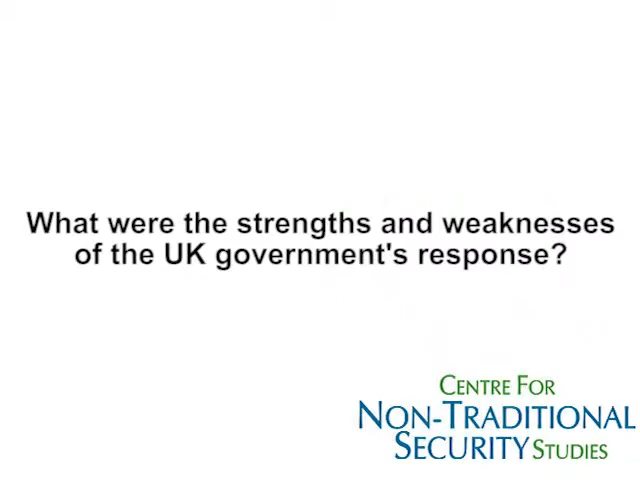 What were the strengths and weaknesses
of the UK government's response?
CENTRE FOR
NON-TRADITIONAL
SECURITY STUDIES